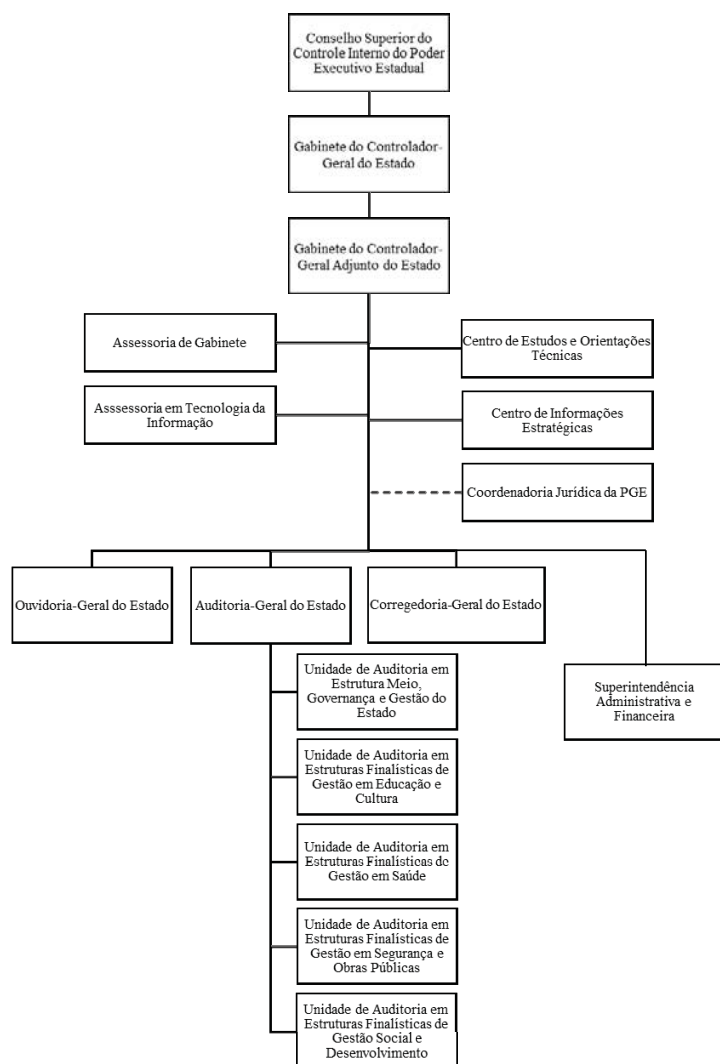 Conselho Superior do
Controle Interno do Poder
Executivo Estadual
Gabinete do Controlador-
Geral do Estado
Gabinete do Controlador-
Geral Adjunto do Estado
Assessoria de Gabinete
Centro de Estudos e Orientações
Técnicas
Asssessoria em Tecnologia da
Informação
Centro de Informações
Estratégicas
Coordenadoria Jurídica da PGE
Ouvidoria-Geral do Estado
Auditoria-Geral do Estado
Corregedoria-Geral do Estado
Superintendência
Administrativa e
Financeira
Unidade de Auditoria em
Estrutura Meio,
Governança e Gestão do
Estado
Unidade de Auditoria em
Estruturas Finalísticas de
Gestão em Educação e
Cultura
Unidade de Auditoria em
Estruturas Finalísticas de
Gestão em Saúde
Unidade de Auditoria em
Estruturas Finalísticas de
Gestão em Segurança e
Obras Públicas
Unidade de Auditoria em
Estruturas Finalísticas de
Gestão Social e
Desenvolvimento